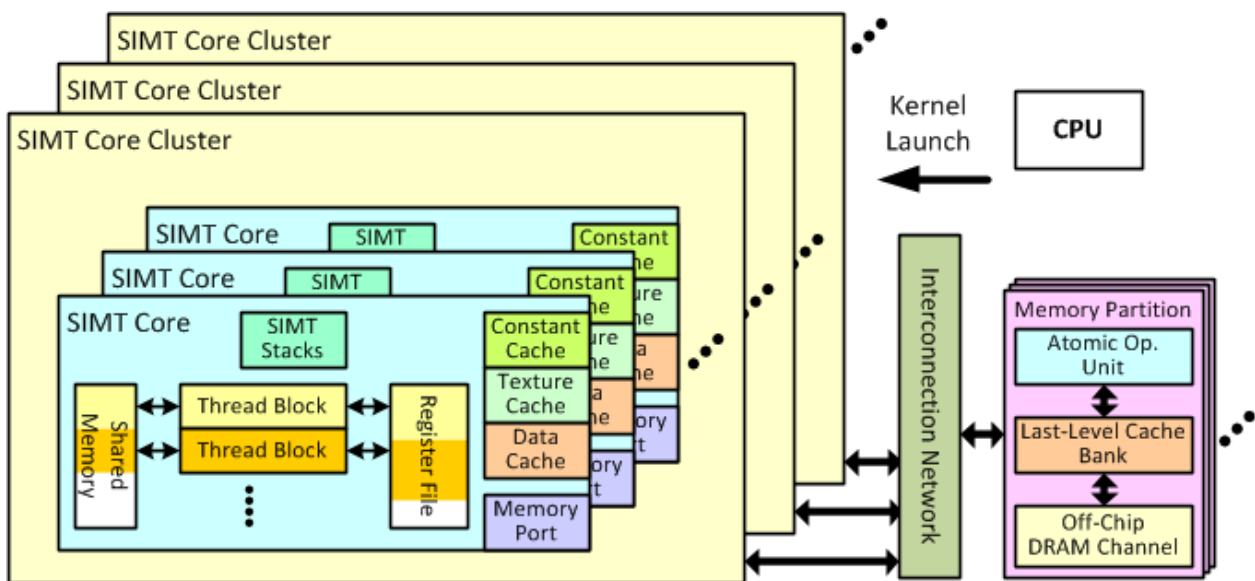 SIMT Core Cluster
SIMT Core Cluster
SIMT Core Cluster
Kernel
Launch
CPU
SIMT Core
SIMT
Constant
SIMT Core
SIMT
Constant
SIMT Core
SIMT
Stacks
Constant
Cache
Texture
Cache
Data
Cache
Memory
Port
Shared
Memory
Thread Block
Thread Block
Register File
Interconnection Network
Memory Partition
Atomic Op.
Unit
Last-Level Cache
Bank
Off-Chip
DRAM Channel